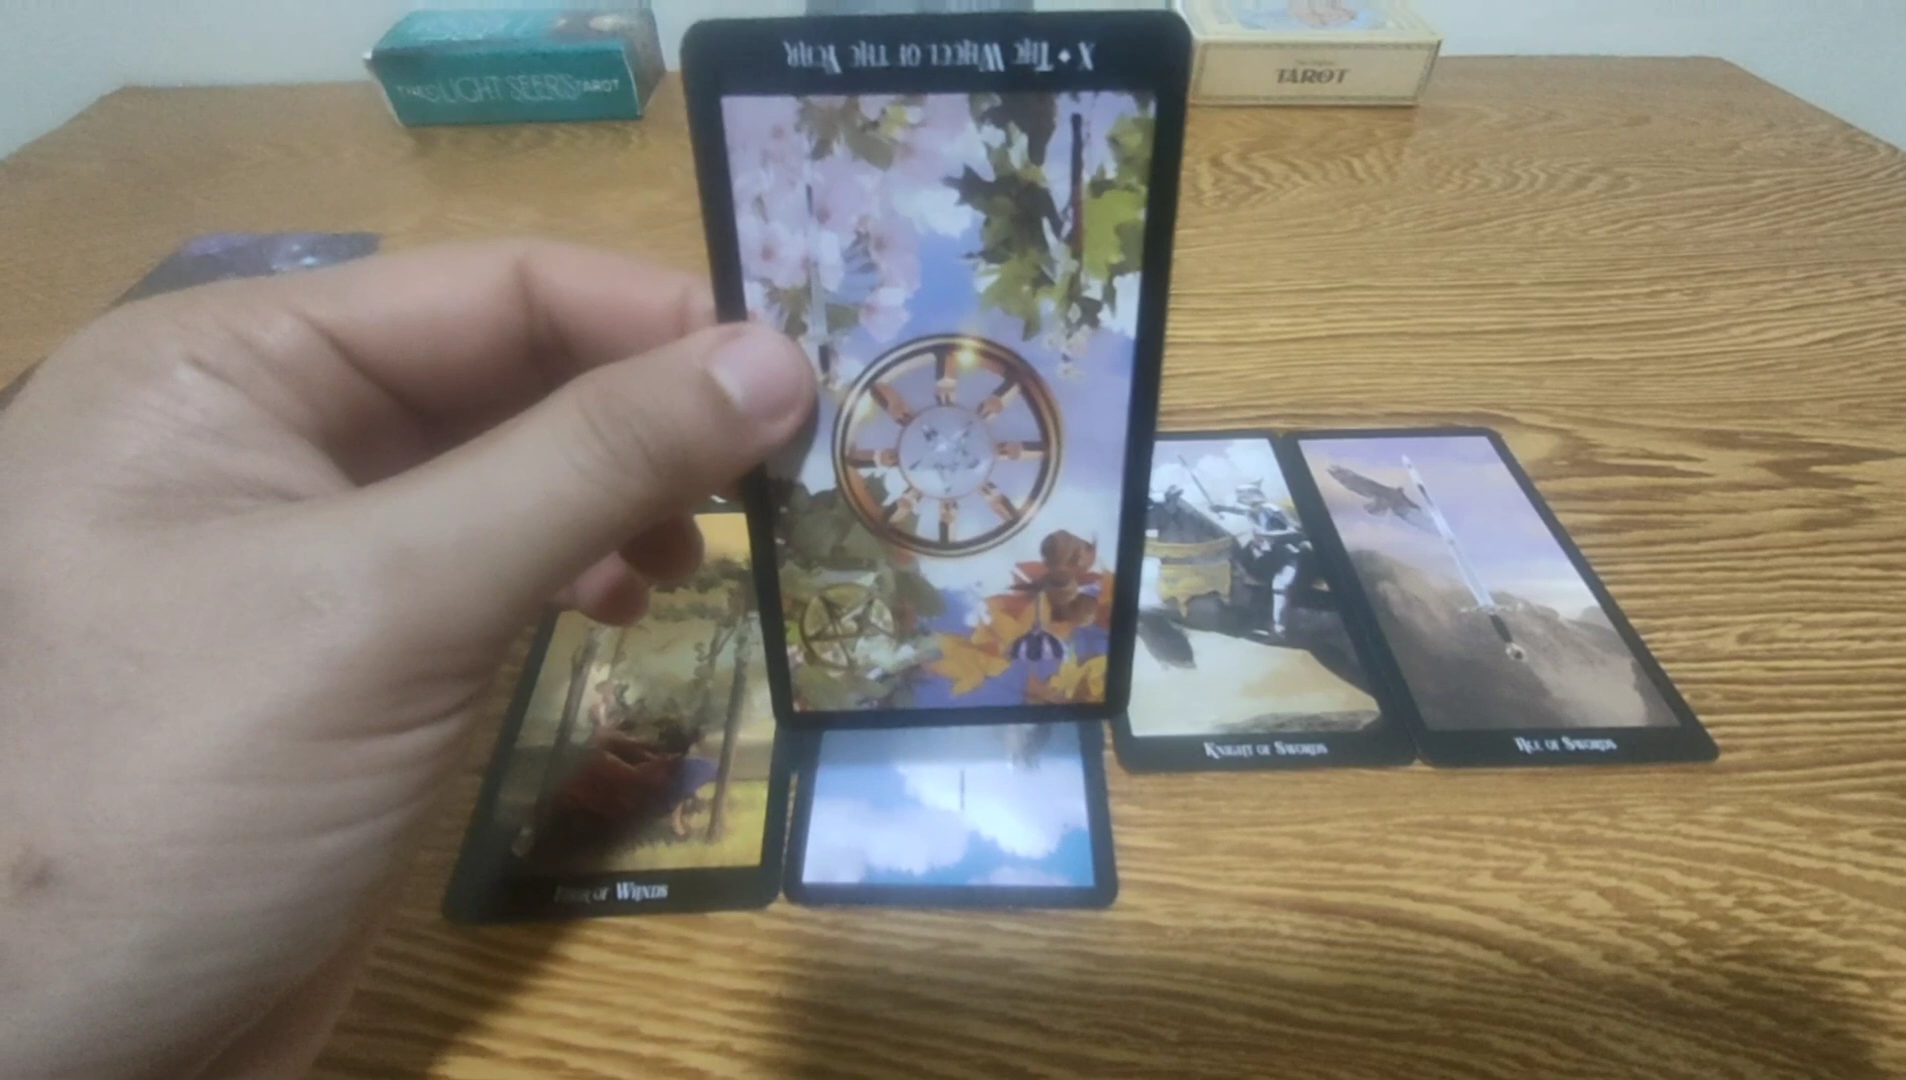 THE LIGHT SEER'S TAROT
TAROT
X • THE WHEEL OF THE YEAR
KNIGHT OF SWORDS
ACE OF SWORDS
OF WANDS